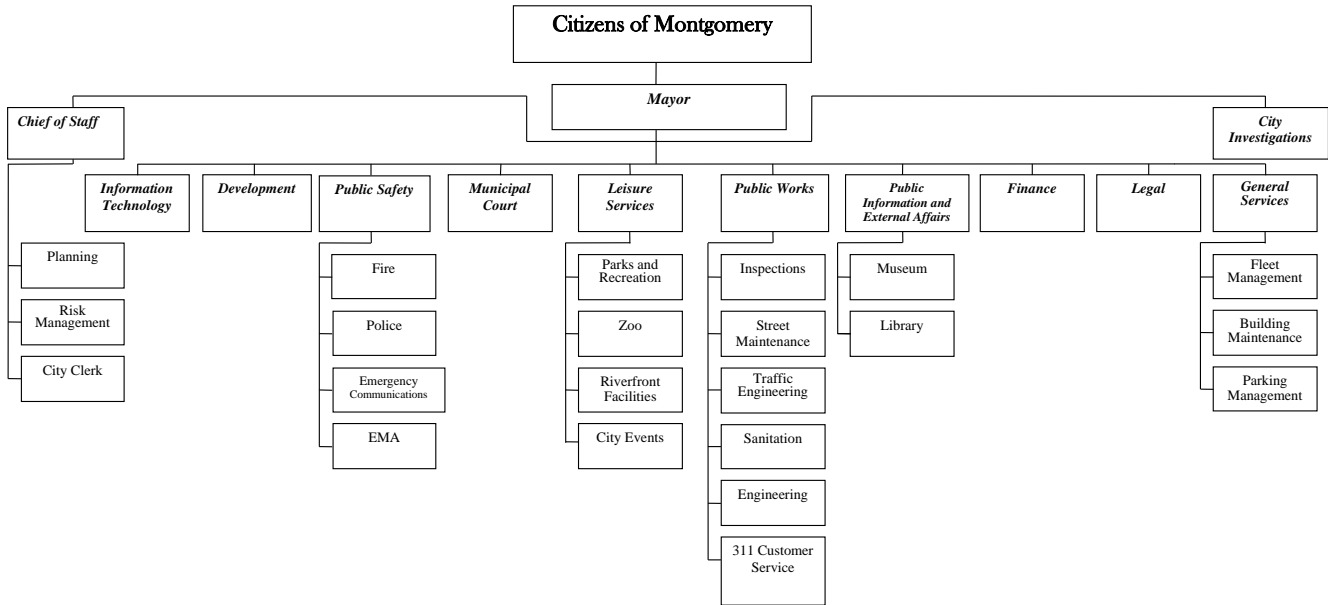 Citizens of Montgomery
Mayor
Chief of Staff
City
Investigations
Information
Technology
Development
Public Safety
Municipal
Court
Leisure
Services
Public Works
Public
Information and
External Affairs
Finance
Legal
General
Services
Planning
Risk
Management
City Clerk
Fire
Police
Emergency
Communications
EMA
Parks and
Recreation
Zoo
Riverfront
Facilities
City Events
Inspections
Street
Maintenance
Traffic
Engineering
Sanitation
Engineering
311 Customer
Service
Museum
Library
Fleet
Management
Building
Maintenance
Parking
Management